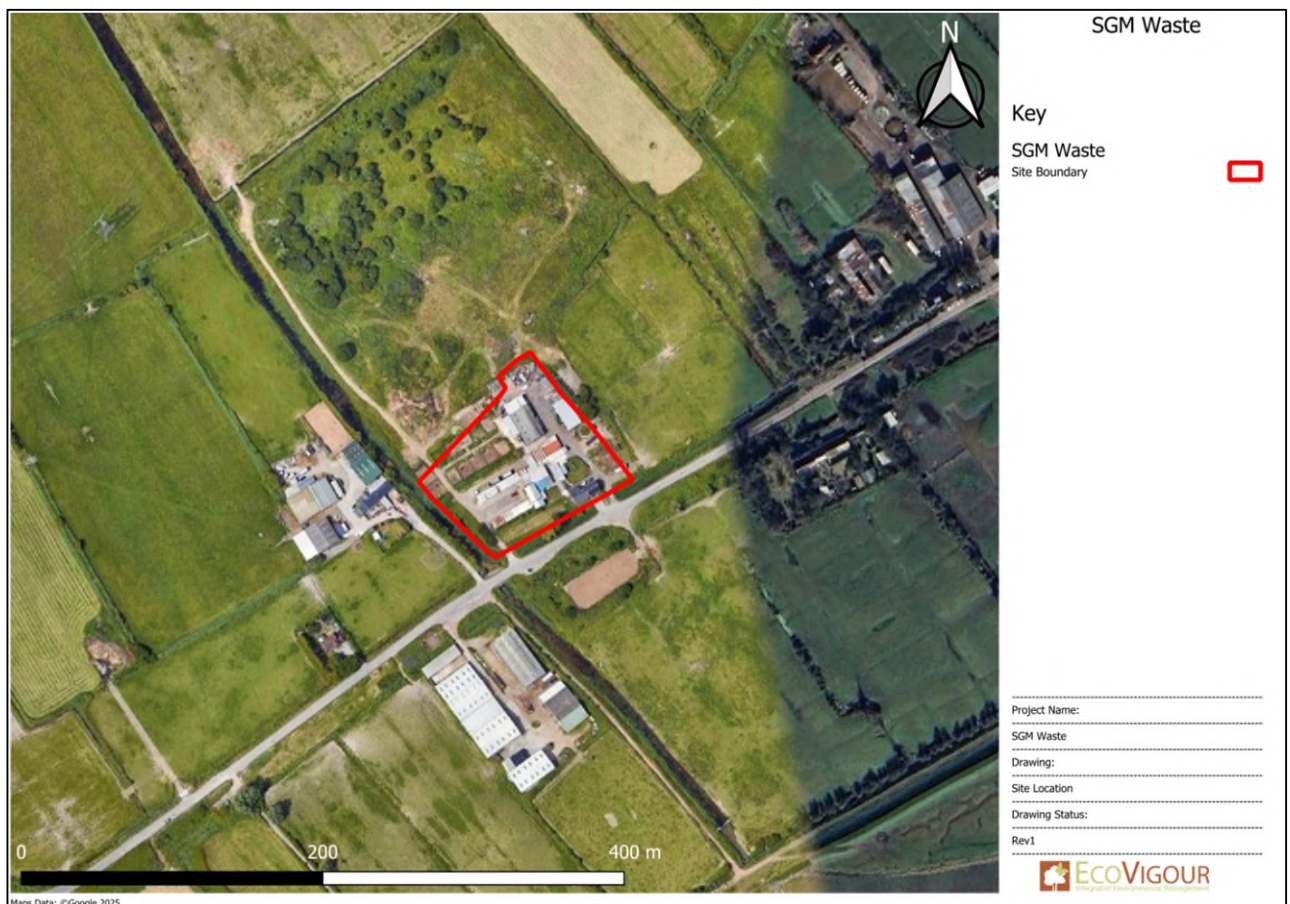 SGM Waste
N
Key
SGM Waste
Site Boundary
Project Name:
SGM Waste
Drawing:
Site Location
Drawing Status:
Rev1
ECOVIGOUR
Integrated Environmental Management
0 200 400 m
Maps Data: ©Google 2025